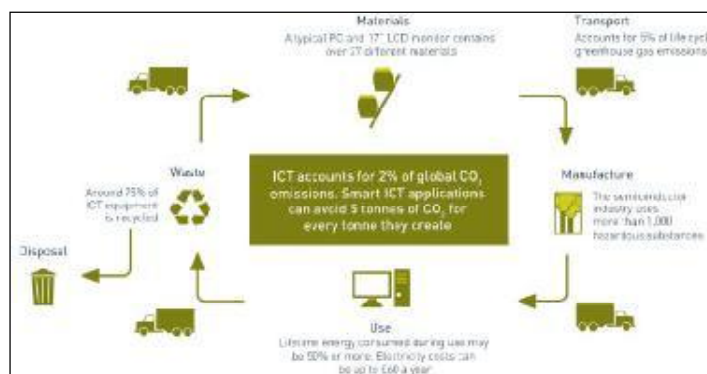 Materials
A typical PC and 17" LCD monitor contains
over 27 different materials
Transport
Accounts for 5% of life cycle
greenhouse gas emissions
Waste
Around 75% of
ICT equipment
is recycled
ICT accounts for 2% of global CO₂
emissions. Smart ICT applications
can avoid 5 tonnes of CO₂ for
every tonne they create
Manufacture
The semiconductor
industry uses
more than 1,000
hazardous substances
Disposal
Use
Lifetime energy consumed during use may
be 50% or more. Electricity costs can
be up to £60 a year